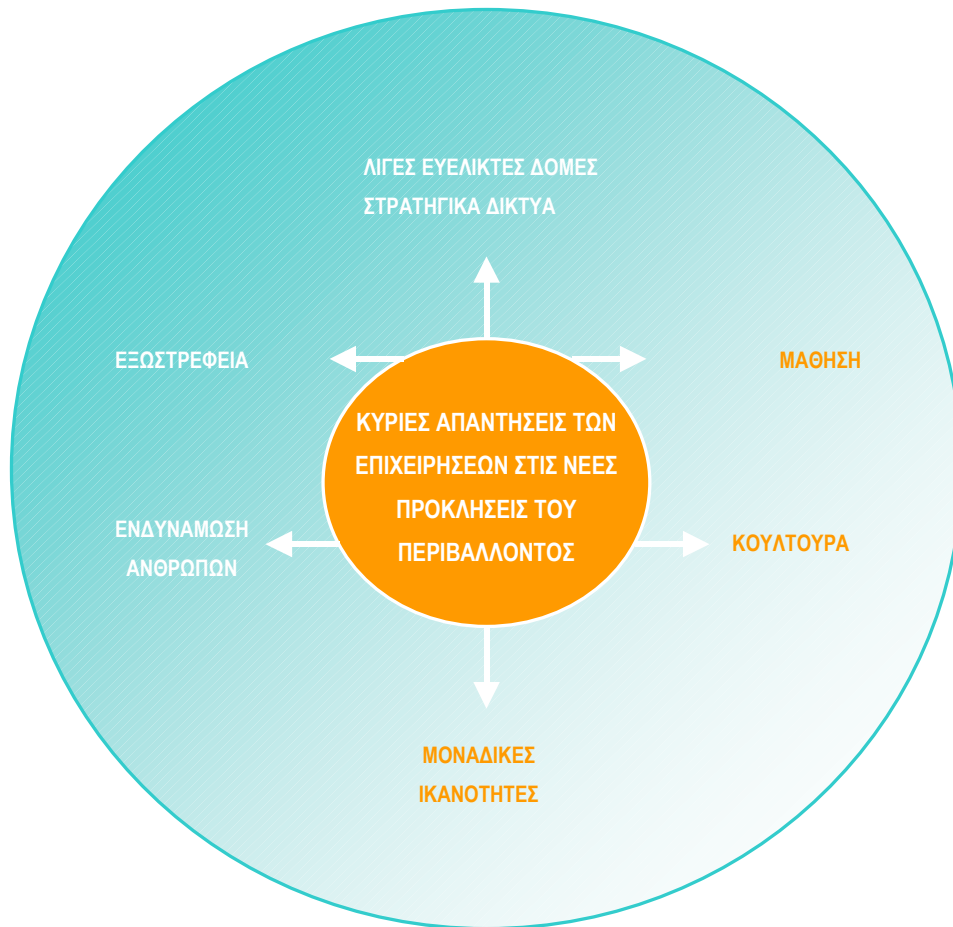 ΛΙΓΕΣ ΕΥΕΛΙΚΤΕΣ ΔΟΜΕΣ
ΣΤΡΑΤΗΓΙΚΑ ΔΙΚΤΥΑ
ΕΞΩΣΤΡΕΦΕΙΑ
ΜΑΘΗΣΗ
ΚΥΡΙΕΣ ΑΠΑΝΤΗΣΕΙΣ ΤΩΝ
ΕΠΙΧΕΙΡΗΣΕΩΝ ΣΤΙΣ ΝΕΕΣ
ΠΡΟΚΛΗΣΕΙΣ ΤΟΥ
ΠΕΡΙΒΑΛΛΟΝΤΟΣ
ΕΝΔΥΝΑΜΩΣΗ
ΑΝΘΡΩΠΩΝ
ΚΟΥΛΤΟΥΡΑ
ΜΟΝΑΔΙΚΕΣ
ΙΚΑΝΟΤΗΤΕΣ